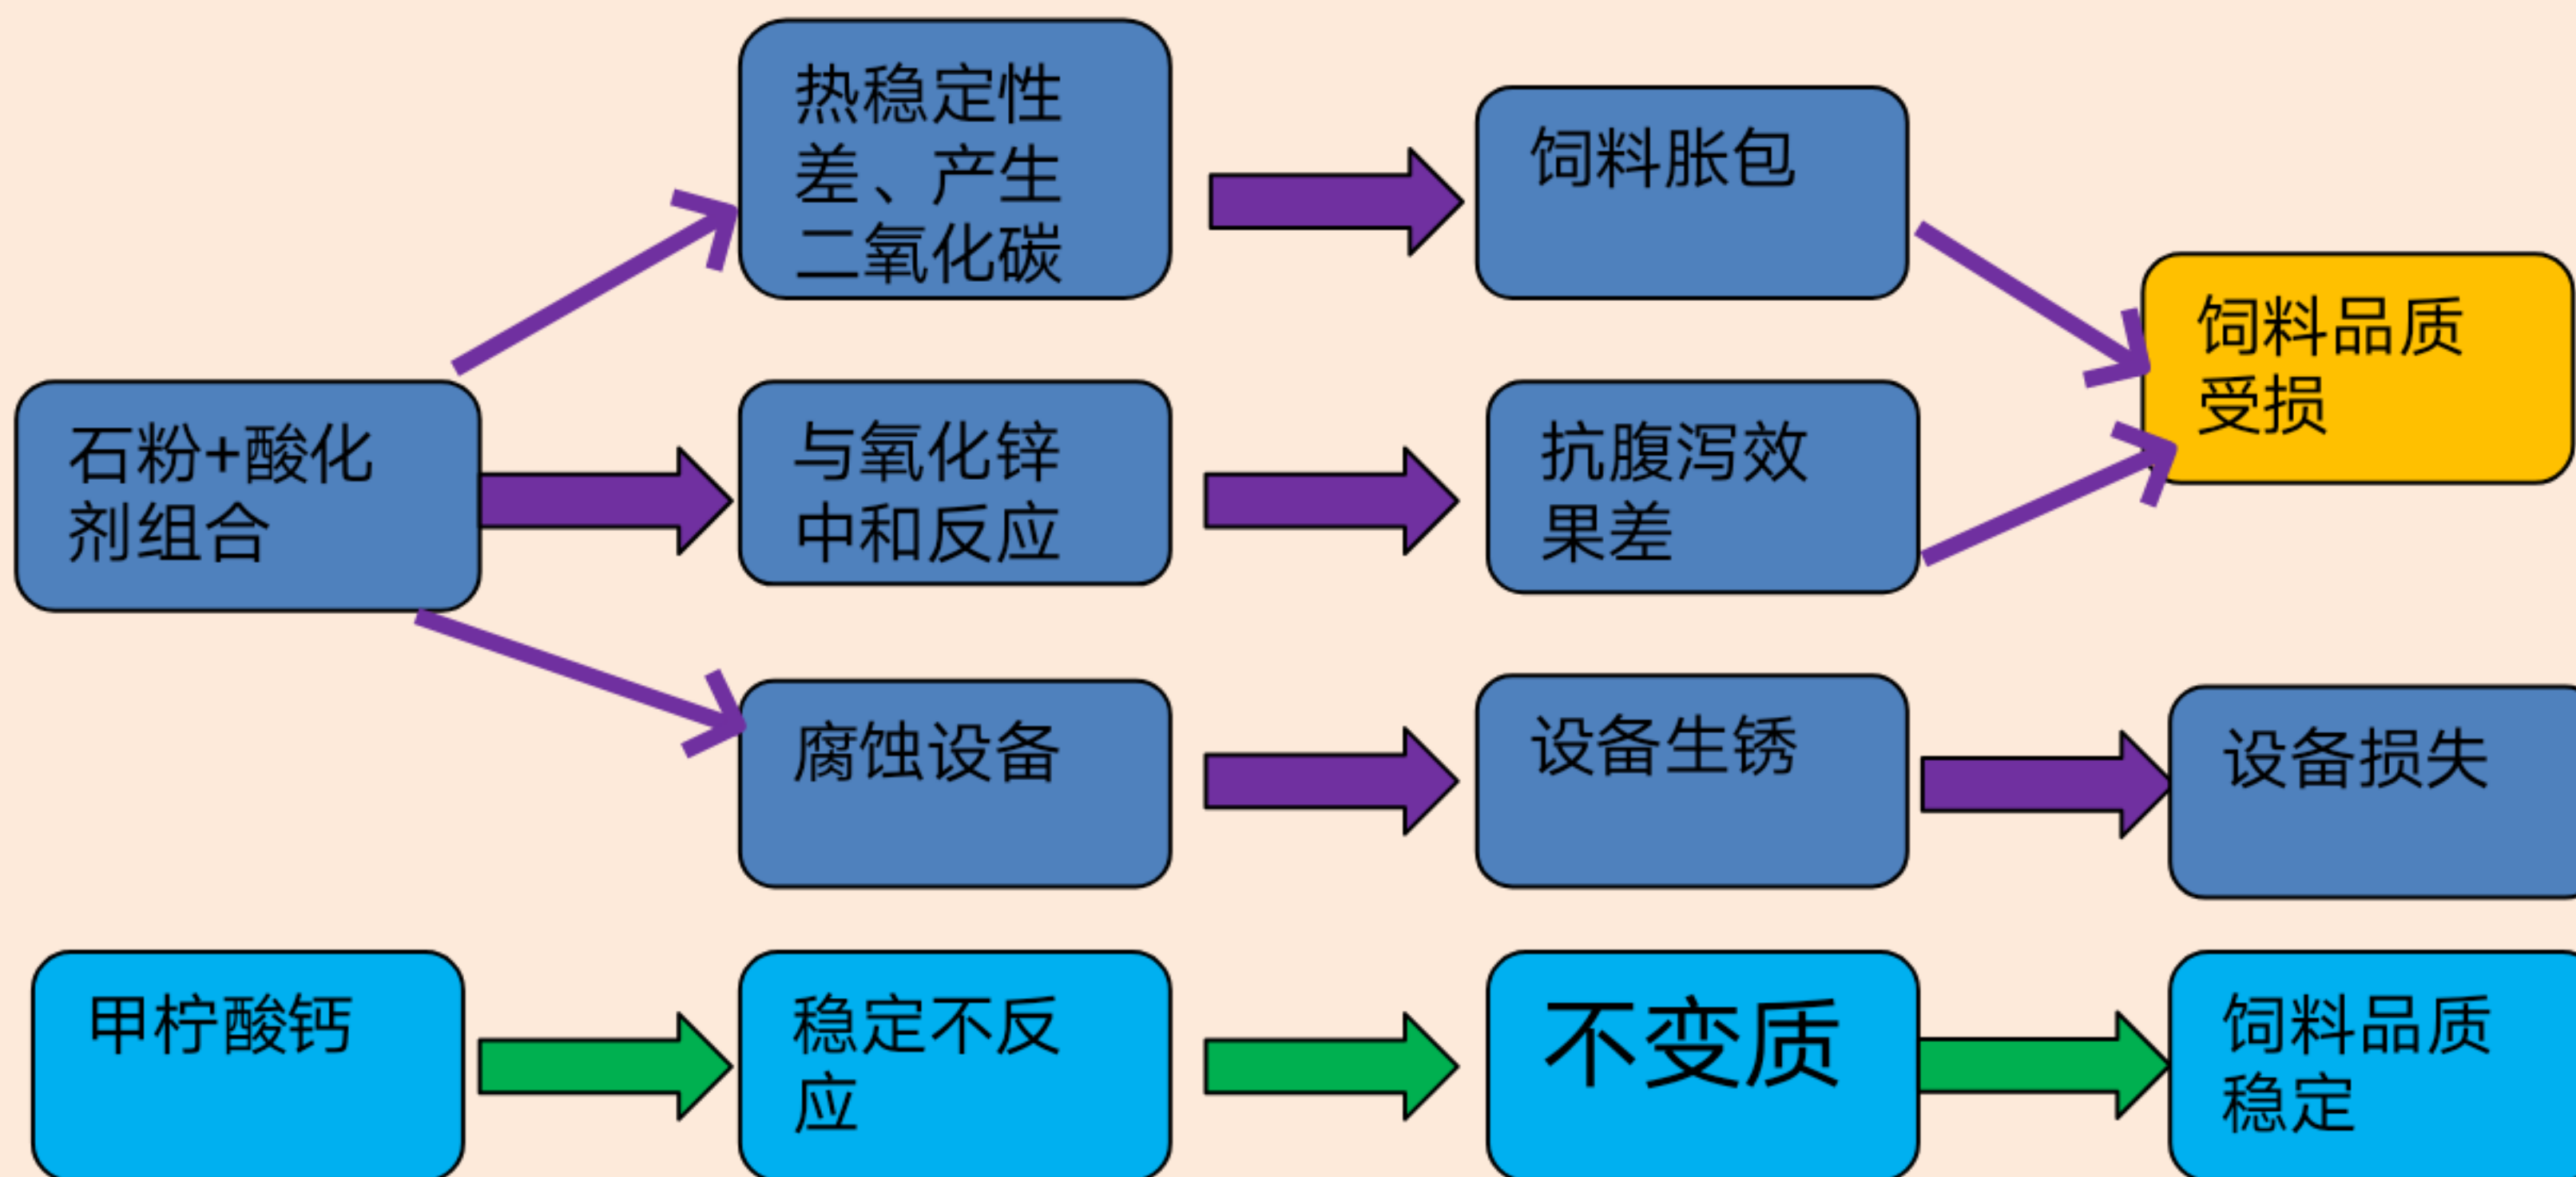 热稳定性
差、产生
二氧化碳
饲料胀包
饲料品质
受损
石粉+酸化
剂组合
与氧化锌
中和反应
抗腹泻效
果差
腐蚀设备
设备生锈
设备损失
甲柠酸钙
稳定不反
应
不变质
饲料品质
稳定